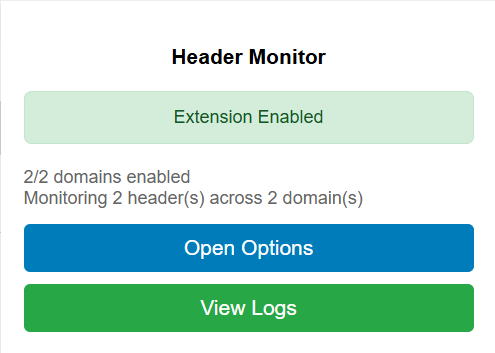 Header Monitor
Extension Enabled
2/2 domains enabled
Monitoring 2 header(s) across 2 domain(s)
Open Options
View Logs